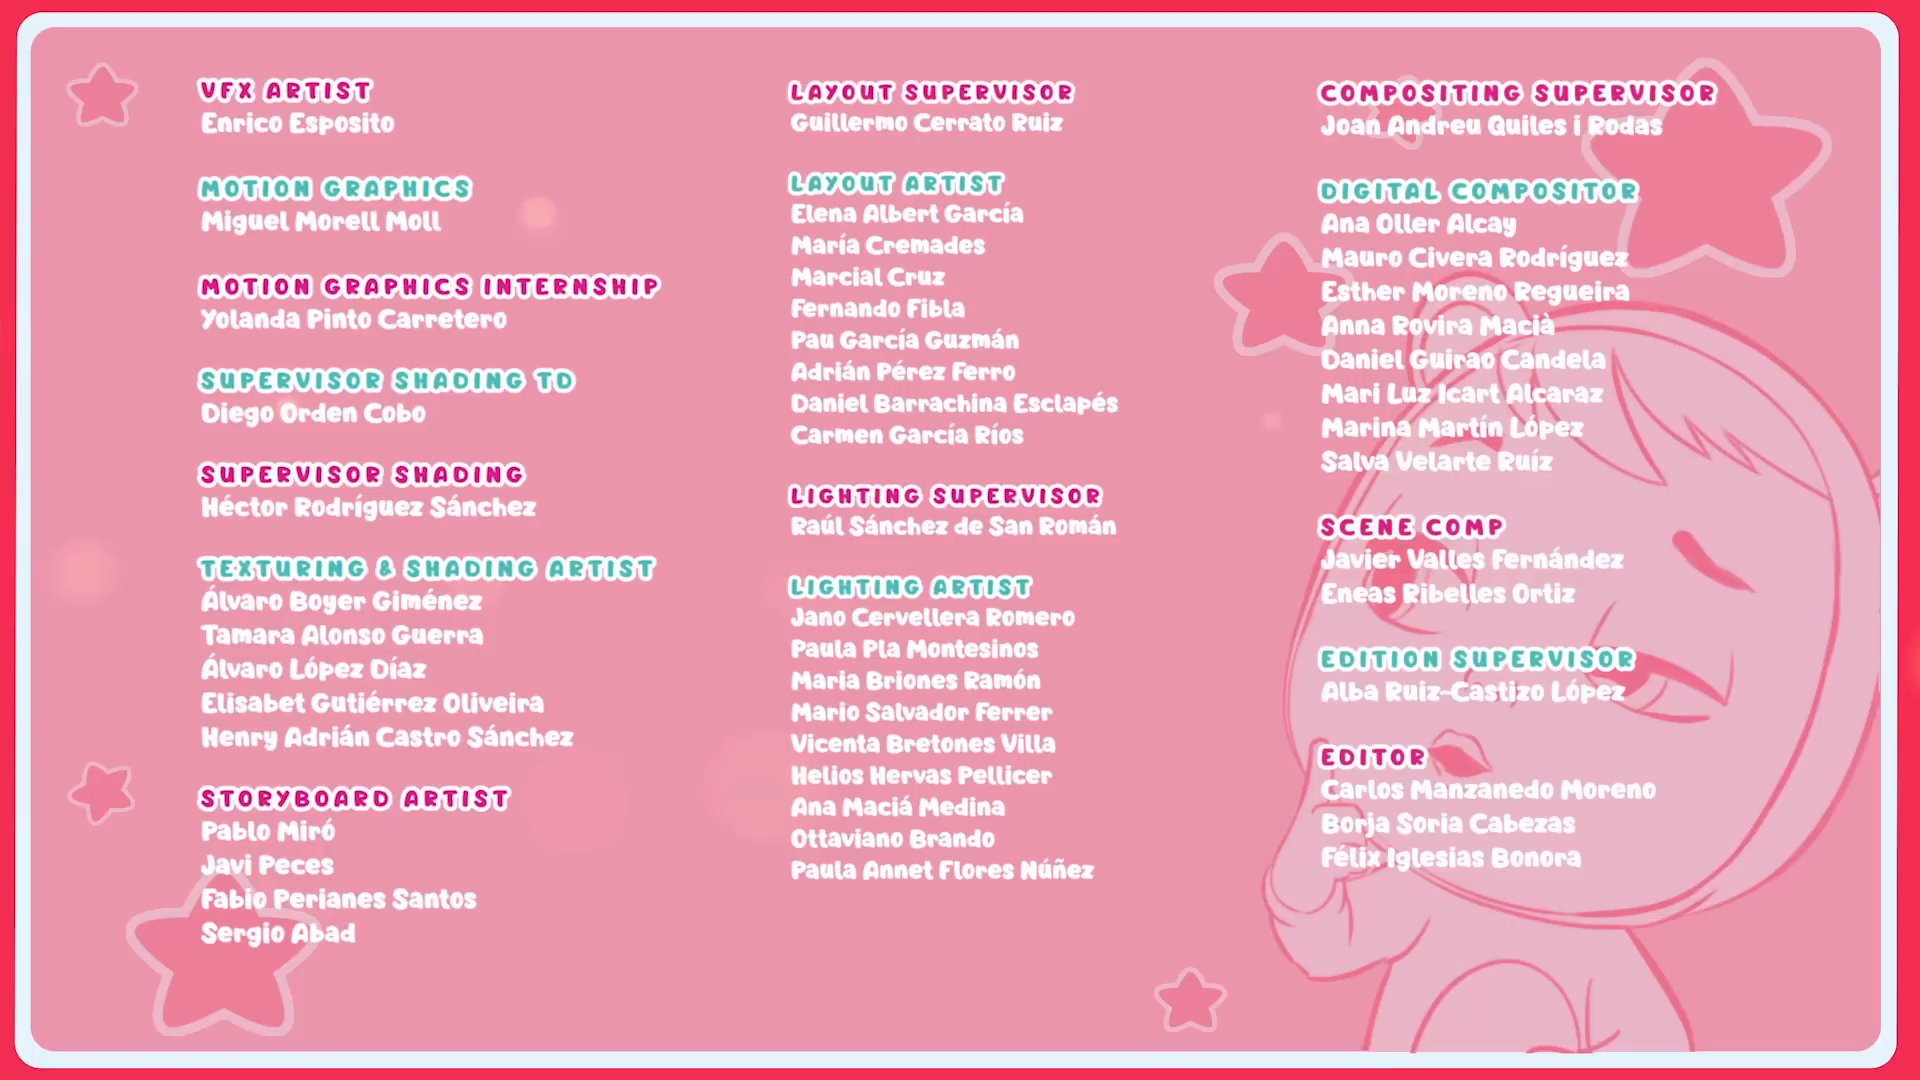 VFX ARTIST
Enrico Esposito
MOTION GRAPHICS
Miguel Morell Moll
MOTION GRAPHICS INTERNSHIP
Yolanda Pinto Carretero
SUPERVISOR SHADING TD
Diego Orden Cobo
SUPERVISOR SHADING
Héctor Rodríguez Sánchez
TEXTURING & SHADING ARTIST
Álvaro Boyer Giménez
Tamara Alonso Guerra
Álvaro López Díaz
Elisabet Gutiérrez Oliveira
Henry Adrián Castro Sánchez
STORYBOARD ARTIST
Pablo Miró
Javi Peces
Fabio Perianes Santos
Sergio Abad
LAYOUT SUPERVISOR
Guillermo Cerrato Ruiz
LAYOUT ARTIST
Elena Albert García
María Cremades
Marcial Cruz
Fernando Fibla
Pau García Guzmán
Adrián Pérez Ferro
Daniel Barrachina Esclapés
Carmen García Ríos
LIGHTING SUPERVISOR
Raúl Sánchez de San Román
LIGHTING ARTIST
Jano Cervellera Romero
Paula Pla Montesinos
Maria Briones Ramón
Mario Salvador Ferrer
Vicenta Bretones Villa
Helios Hervas Pellicer
Ana Maciá Medina
Ottaviano Brando
Paula Annet Flores Núñez
COMPOSITING SUPERVISOR
Joan Andreu Quiles i Rodas
DIGITAL COMPOSITOR
Ana Oller Alcay
Mauro Civera Rodríguez
Esther Moreno Regueira
Anna Rovira Macià
Daniel Guirao Candela
Mari Luz Icart Alcaraz
Marina Martín López
Salva Velarte Ruíz
SCENE COMP
Javier Valles Fernández
Eneas Ribelles Ortiz
EDITION SUPERVISOR
Alba Ruiz-Castizo López
EDITOR
Carlos Manzanedo Moreno
Borja Soria Cabezas
Félix Iglesias Bonora